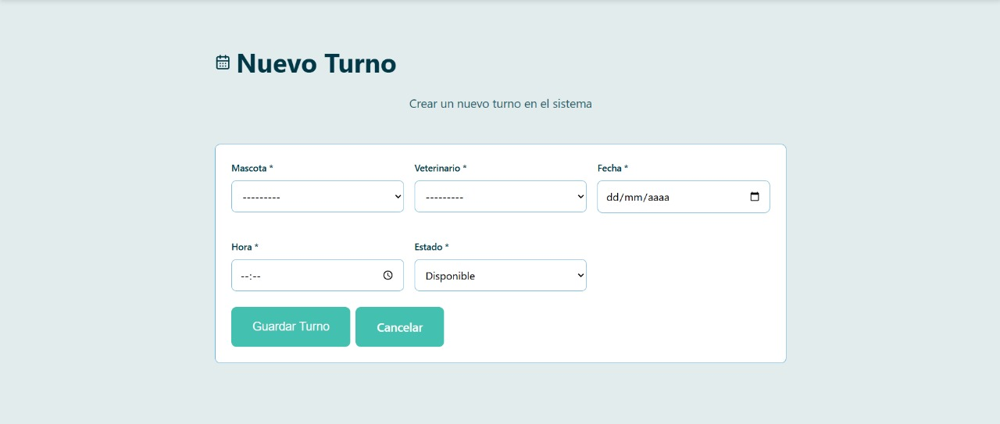 Nuevo Turno
Crear un nuevo turno en el sistema
Mascota * Veterinario * Fecha *
--------- --------- dd/mm/aaaa
Hora * Estado *
--:-- Disponible
Guardar Turno Cancelar